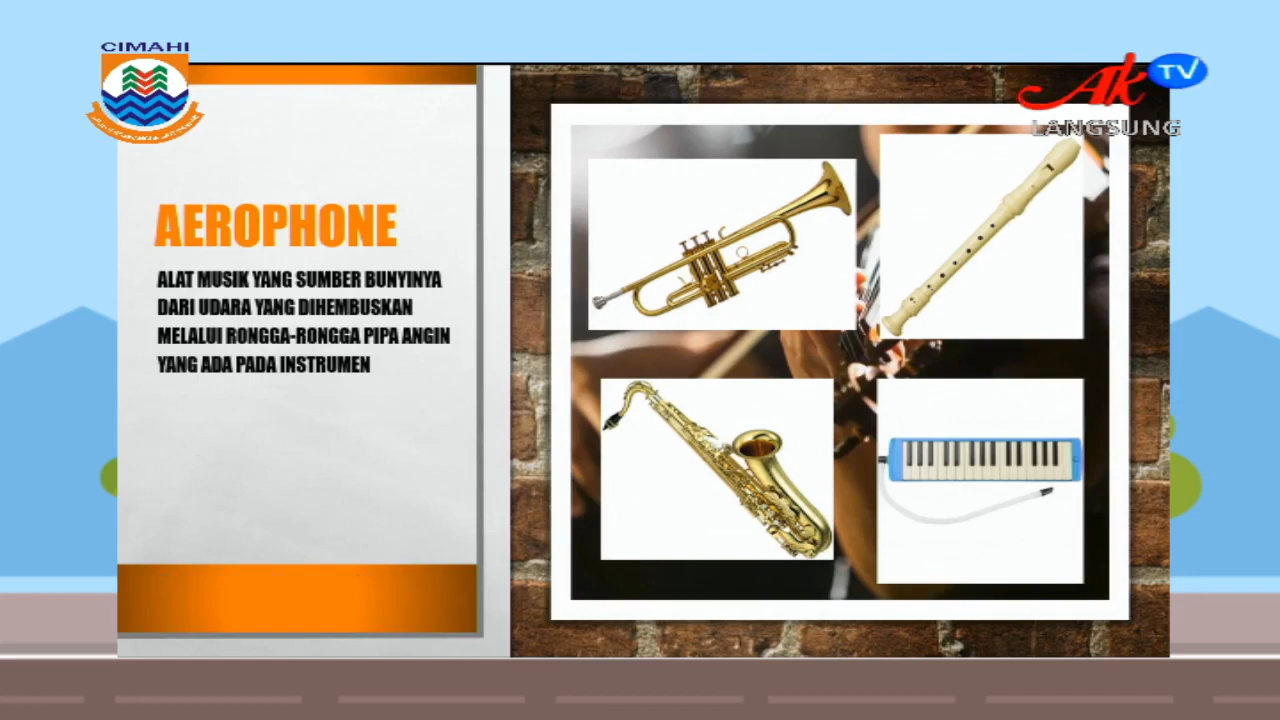 CIMAHI
Ak TV
LANGSUNG
AEROPHONE
ALAT MUSIK YANG SUMBER BUNYINYA
DARI UDARA YANG DIHEMBUSKAN
MELALUI RONGGA-RONGGA PIPA ANGIN
YANG ADA PADA INSTRUMEN